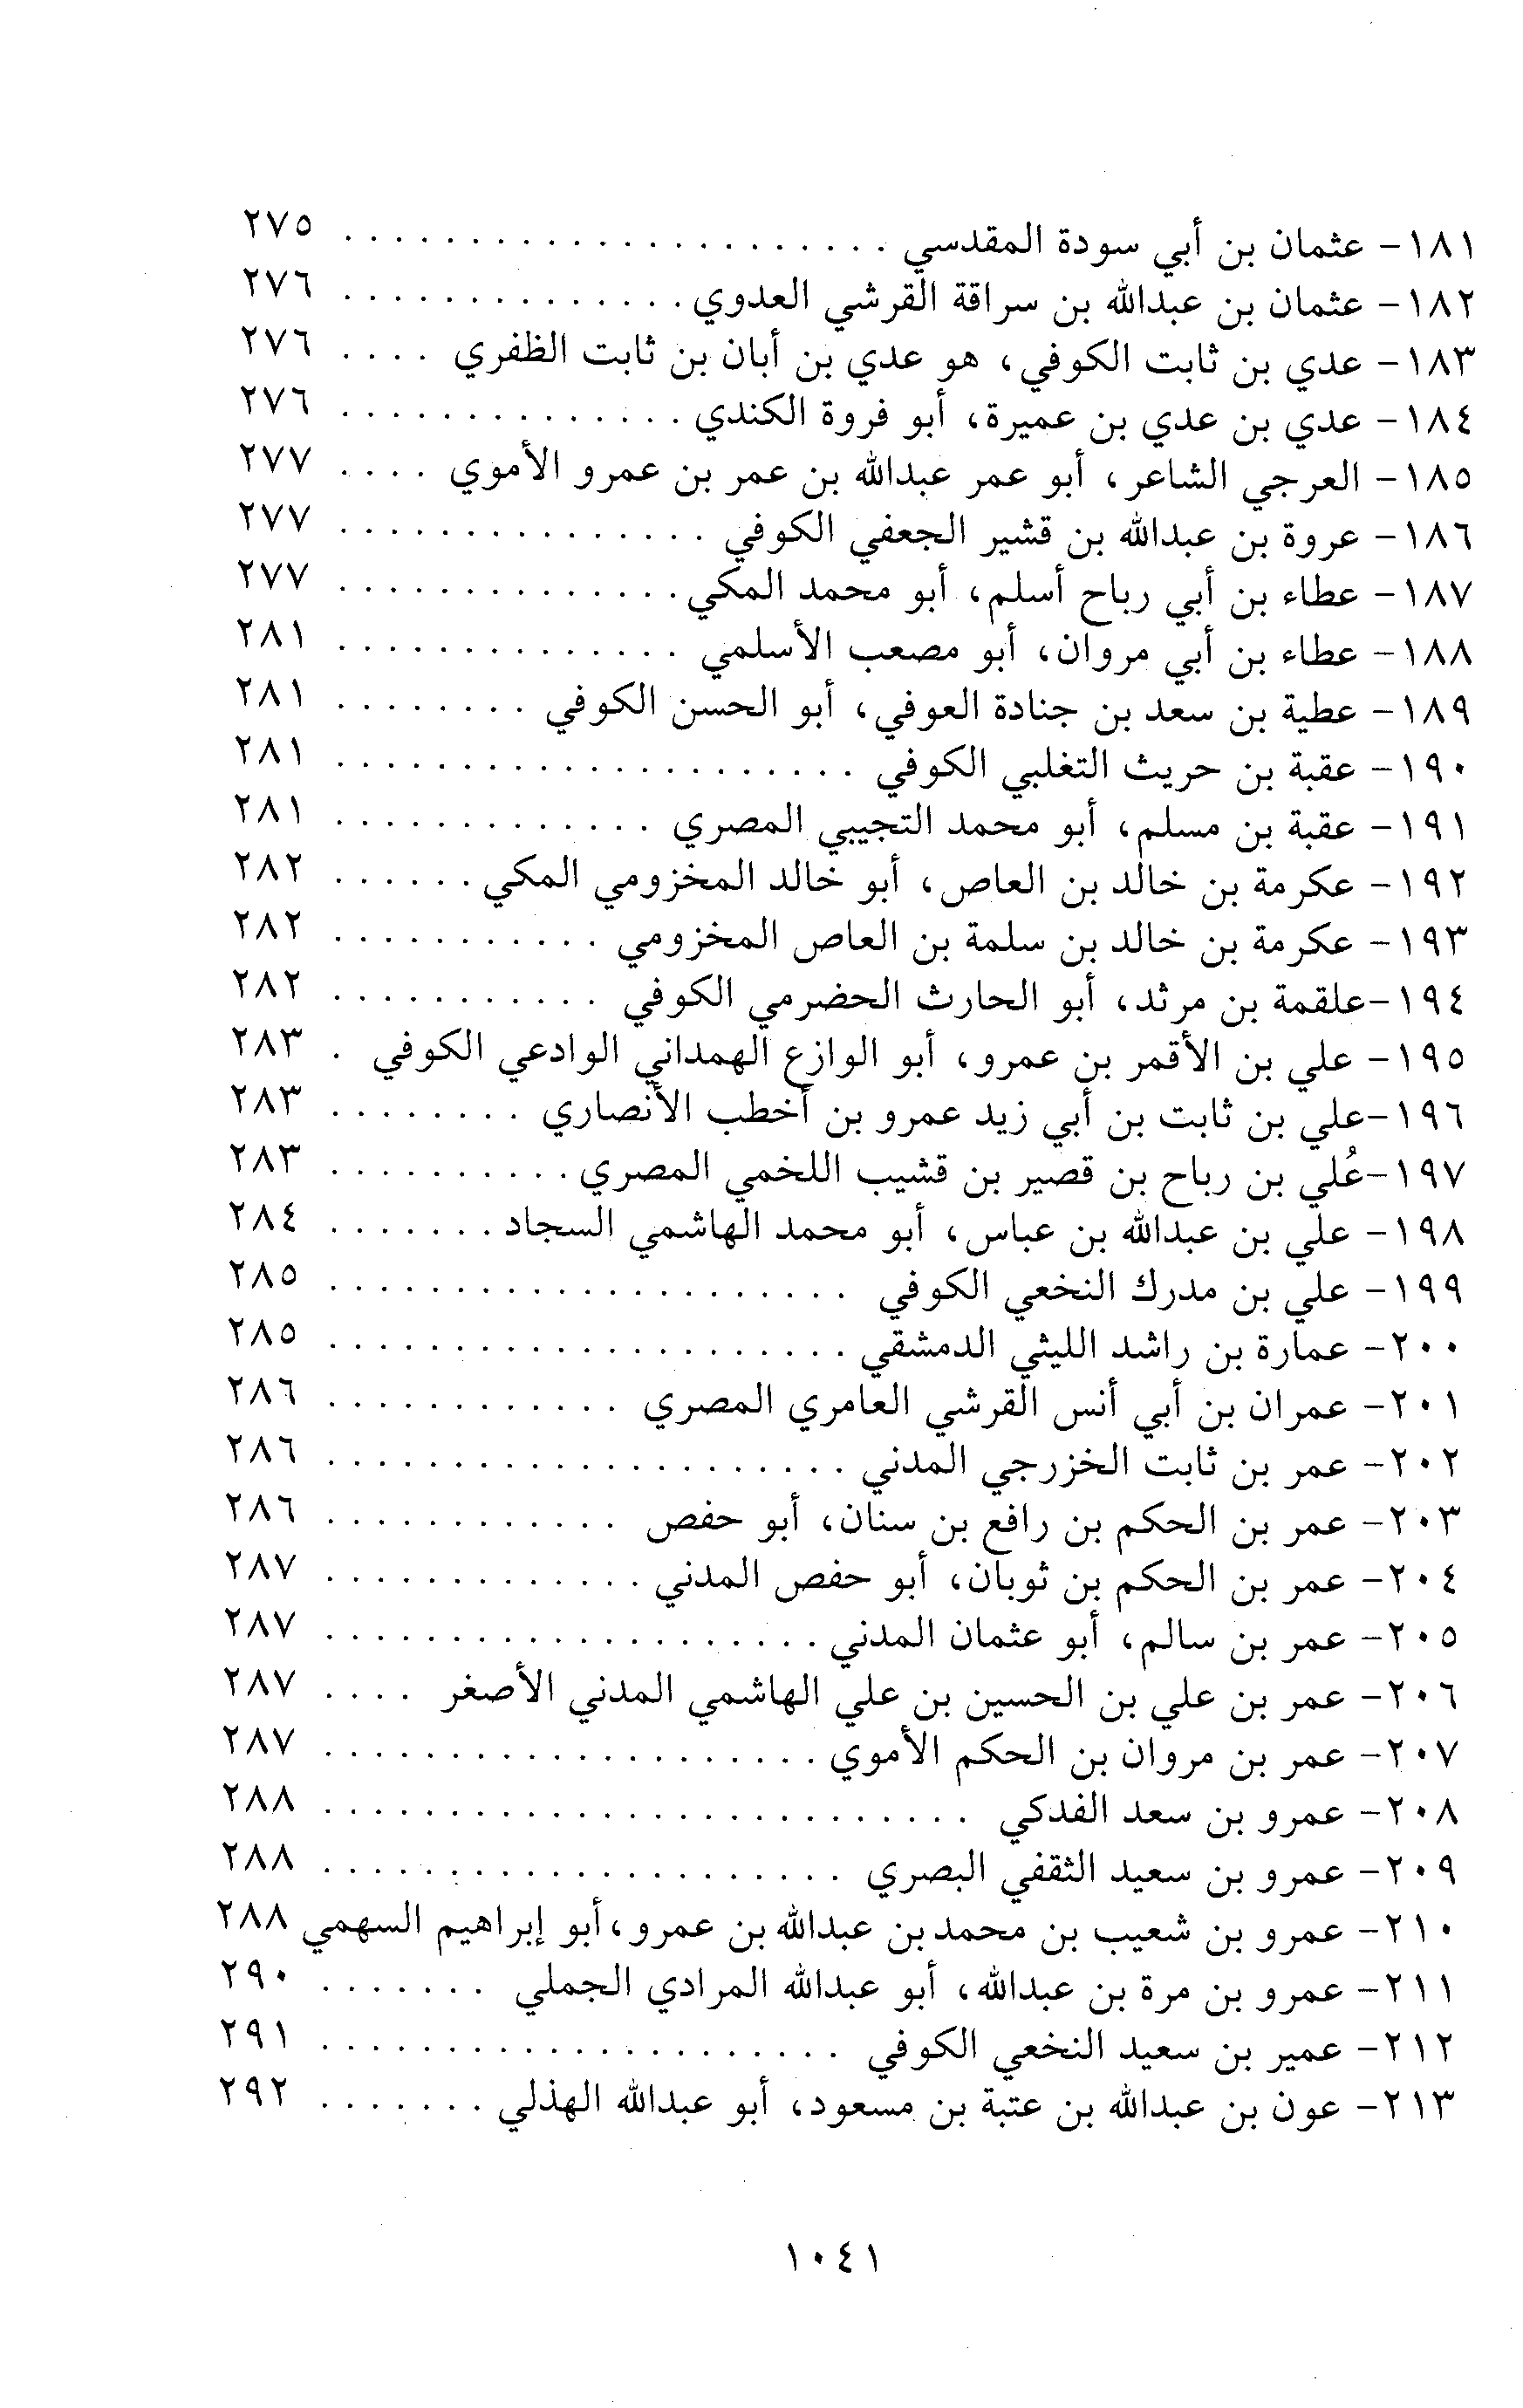 ١٨١- عثمان بن أبي سودة المقدسي . . . . . . . . . . . . . . . . . . . . . . ٢٧٥
١٨٢- عثمان بن عبدالله بن سراقة القرشي العدوي . . . . . . . . . . . . . . ٢٧٦
١٨٣- عدي بن ثابت الكوفي، هو عدي بن أبان بن ثابت الظفري . . . . ٢٧٦
١٨٤- عدي بن عدي بن عميرة، أبو فروة الكندي . . . . . . . . . . . . . . ٢٧٦
١٨٥- العرجي الشاعر، أبو عمر عبدالله بن عمر بن عمرو الأموي . . . . ٢٧٧
١٨٦- عروة بن عبدالله بن قشير الجعفي الكوفي . . . . . . . . . . . . . . . ٢٧٧
١٨٧- عطاء بن أبي رباح أسلم، أبو محمد المكي . . . . . . . . . . . . . . ٢٧٧
١٨٨- عطاء بن أبي مروان، أبو مصعب الأسلمي . . . . . . . . . . . . . . ٢٨١
١٨٩- عطية بن سعد بن جنادة العوفي، أبو الحسن الكوفي . . . . . . . . ٢٨١
١٩٠- عقبة بن حريث التغلبي الكوفي . . . . . . . . . . . . . . . . . . . . . ٢٨١
١٩١- عقبة بن مسلم، أبو محمد التجيبي المصري . . . . . . . . . . . . . ٢٨١
١٩٢- عكرمة بن خالد بن العاص، أبو خالد المخزومي المكي . . . . . . ٢٨٢
١٩٣- عكرمة بن خالد بن سلمة بن العاص المخزومي . . . . . . . . . . . ٢٨٢
١٩٤-علقمة بن مرثد، أبو الحارث الحضرمي الكوفي . . . . . . . . . . . ٢٨٢
١٩٥- علي بن الأقمر بن عمرو، أبو الوازع الهمداني الوادعي الكوفي . ٢٨٣
١٩٦-علي بن ثابت بن أبي زيد عمرو بن أخطب الأنصاري . . . . . . . . ٢٨٣
١٩٧-عُلي بن رباح بن قصير بن قشيب اللخمي المصري . . . . . . . . . . ٢٨٣
١٩٨- علي بن عبدالله بن عباس، أبو محمد الهاشمي السجاد . . . . . . . ٢٨٤
١٩٩- علي بن مدرك النخعي الكوفي . . . . . . . . . . . . . . . . . . . . . ٢٨٥
٢٠٠- عمارة بن راشد الليثي الدمشقي . . . . . . . . . . . . . . . . . . . . . ٢٨٥
٢٠١- عمران بن أبي أنس القرشي العامري المصري . . . . . . . . . . . . ٢٨٦
٢٠٢- عمر بن ثابت الخزرجي المدني . . . . . . . . . . . . . . . . . . . . . ٢٨٦
٢٠٣- عمر بن الحكم بن رافع بن سنان، أبو حفص . . . . . . . . . . . . ٢٨٦
٢٠٤- عمر بن الحكم بن ثوبان، أبو حفص المدني . . . . . . . . . . . . . ٢٨٧
٢٠٥- عمر بن سالم، أبو عثمان المدني . . . . . . . . . . . . . . . . . . . . ٢٨٧
٢٠٦- عمر بن علي بن الحسين بن علي الهاشمي المدني الأصغر . . . . ٢٨٧
٢٠٧- عمر بن مروان بن الحكم الأموي . . . . . . . . . . . . . . . . . . . . ٢٨٧
٢٠٨- عمرو بن سعد الفدكي . . . . . . . . . . . . . . . . . . . . . . . . . . ٢٨٨
٢٠٩- عمرو بن سعيد الثقفي البصري . . . . . . . . . . . . . . . . . . . . . ٢٨٨
٢١٠- عمرو بن شعيب بن محمد بن عبدالله بن عمرو، أبو إبراهيم السهمي ٢٨٨
٢١١- عمرو بن مرة بن عبدالله، أبو عبدالله المرادي الجملي . . . . . . . ٢٩٠
٢١٢- عمير بن سعيد النخعي الكوفي . . . . . . . . . . . . . . . . . . . . . ٢٩١
٢١٣- عون بن عبدالله بن عتبة بن مسعود، أبو عبدالله الهذلي . . . . . . . ٢٩٢
١٠٤١